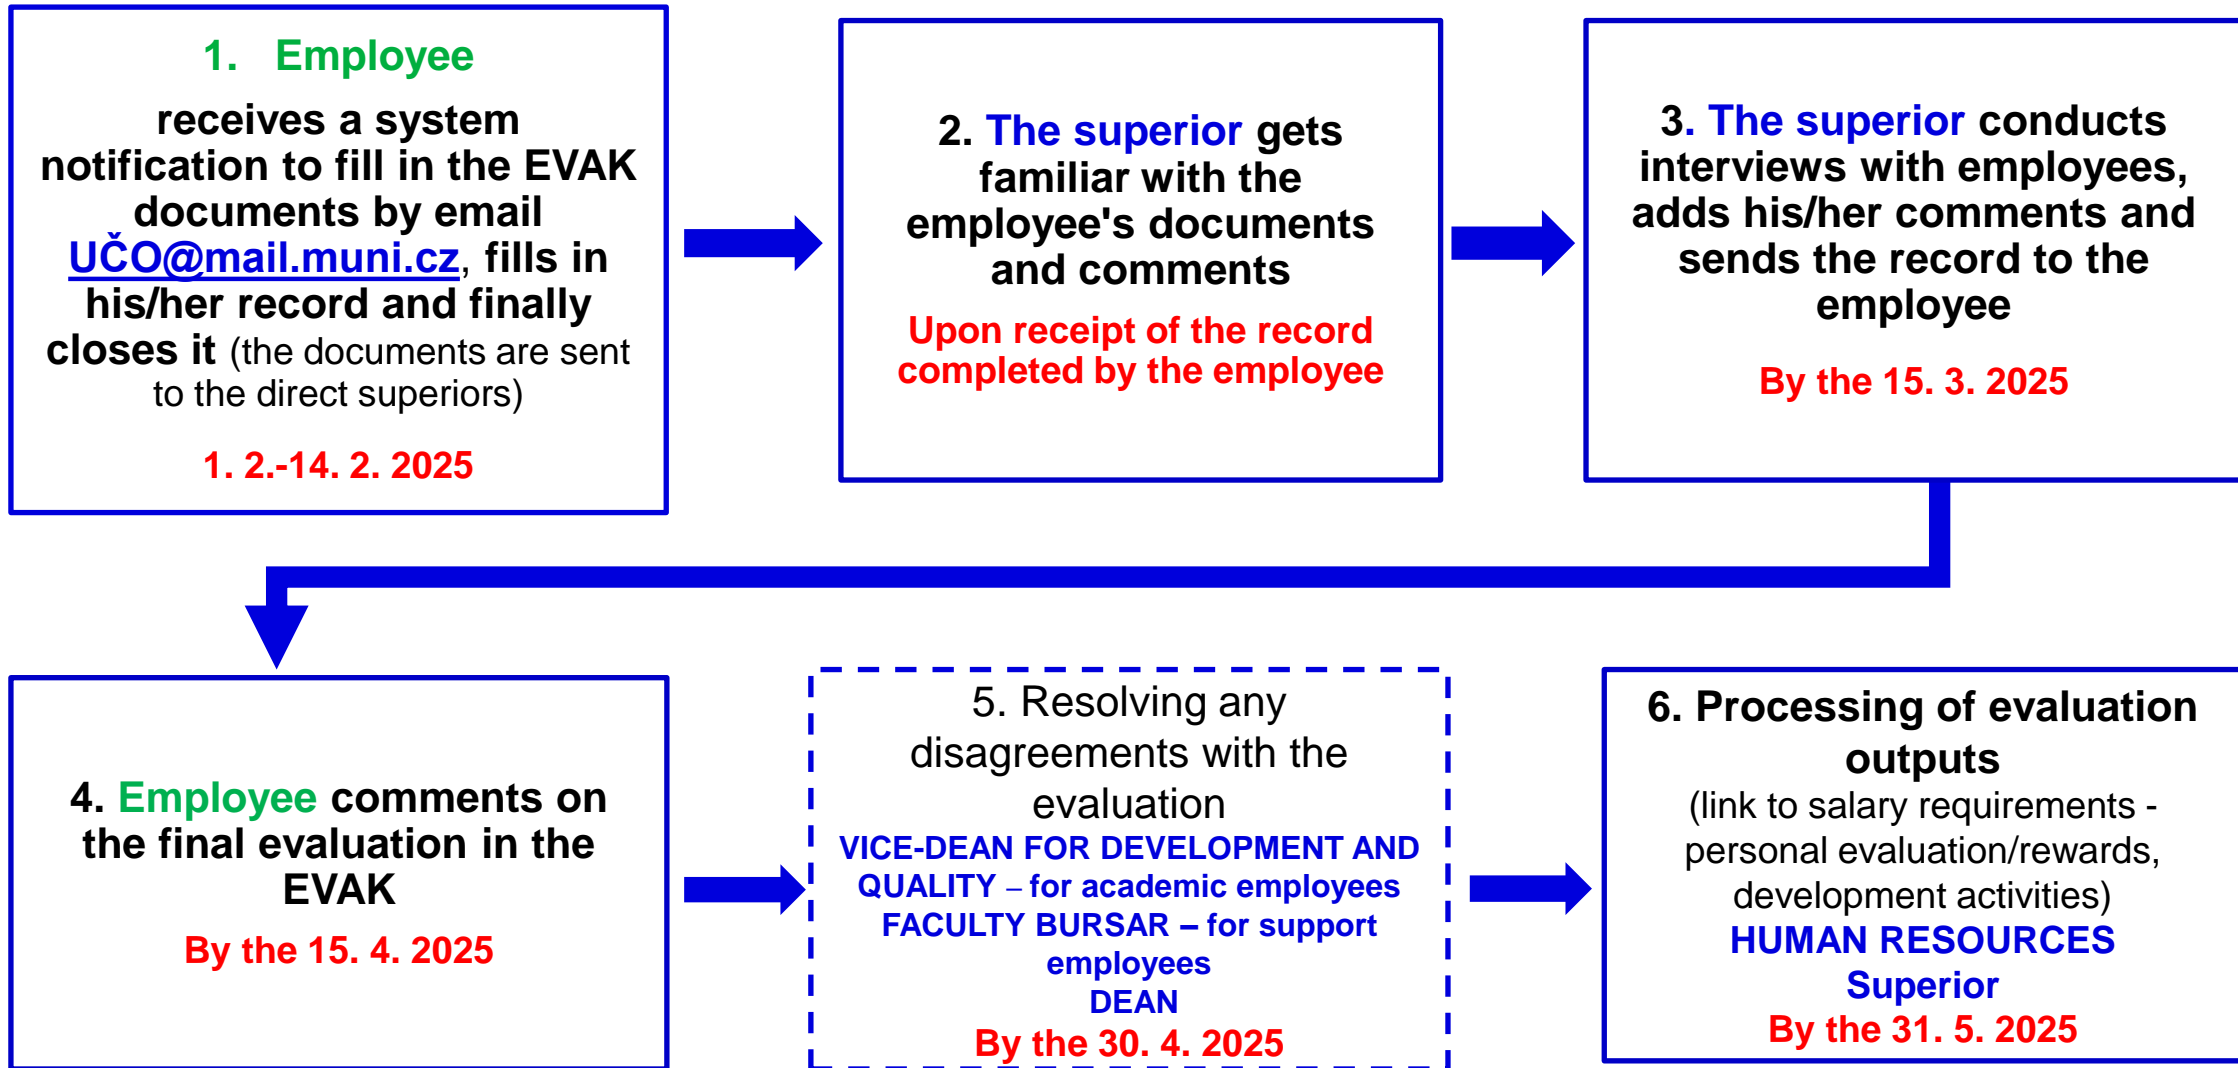 1. Employee
receives a system
notification to fill in the EVAK
documents by email
UČO@mail.muni.cz, fills in
his/her record and finally
closes it (the documents are sent
to the direct superiors)
1. 2.-14. 2. 2025
2. The superior gets
familiar with the
employee's documents
and comments
Upon receipt of the record
completed by the employee
3. The superior conducts
interviews with employees,
adds his/her comments and
sends the record to the
employee
By the 15. 3. 2025
4. Employee comments on
the final evaluation in the
EVAK
By the 15. 4. 2025
5. Resolving any
disagreements with the
evaluation
VICE-DEAN FOR DEVELOPMENT AND
QUALITY – for academic employees
FACULTY BURSAR – for support
employees
DEAN
By the 30. 4. 2025
6. Processing of evaluation
outputs
(link to salary requirements -
personal evaluation/rewards,
development activities)
HUMAN RESOURCES
Superior
By the 31. 5. 2025